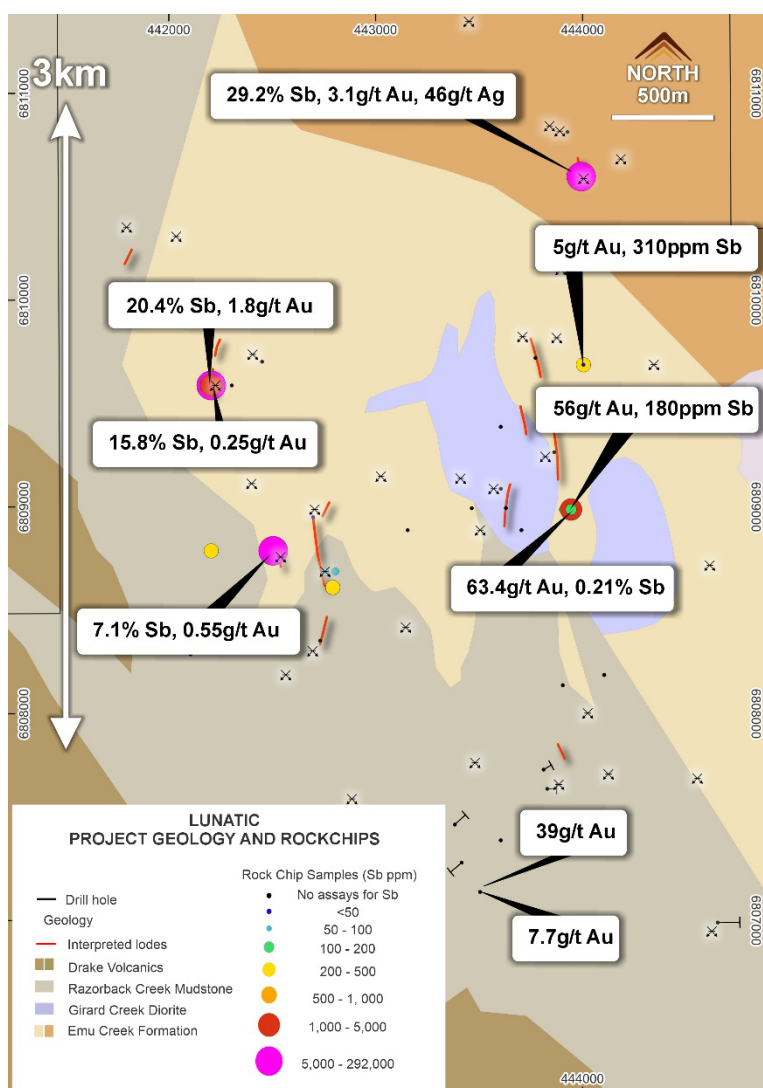 442000
443000
444000
3km
6811000
29.2% Sb, 3.1g/t Au, 46g/t Ag
NORTH
500m
6811000
5g/t Au, 310ppm Sb
6810000
20.4% Sb, 1.8g/t Au
6810000
56g/t Au, 180ppm Sb
15.8% Sb, 0.25g/t Au
6809000
6809000
63.4g/t Au, 0.21% Sb
7.1% Sb, 0.55g/t Au
6808000
6808000
LUNATIC
PROJECT GEOLOGY AND ROCKCHIPS
Drill hole
Geology
Interpreted lodes
Drake Volcanics
Razorback Creek Mudstone
Girard Creek Diorite
Emu Creek Formation
Rock Chip Samples (Sb ppm)
No assays for Sb
<50
50 - 100
100 - 200
200 - 500
500 - 1, 000
1,000 - 5,000
5,000 - 292,000
39g/t Au
7.7g/t Au
6807000
444000